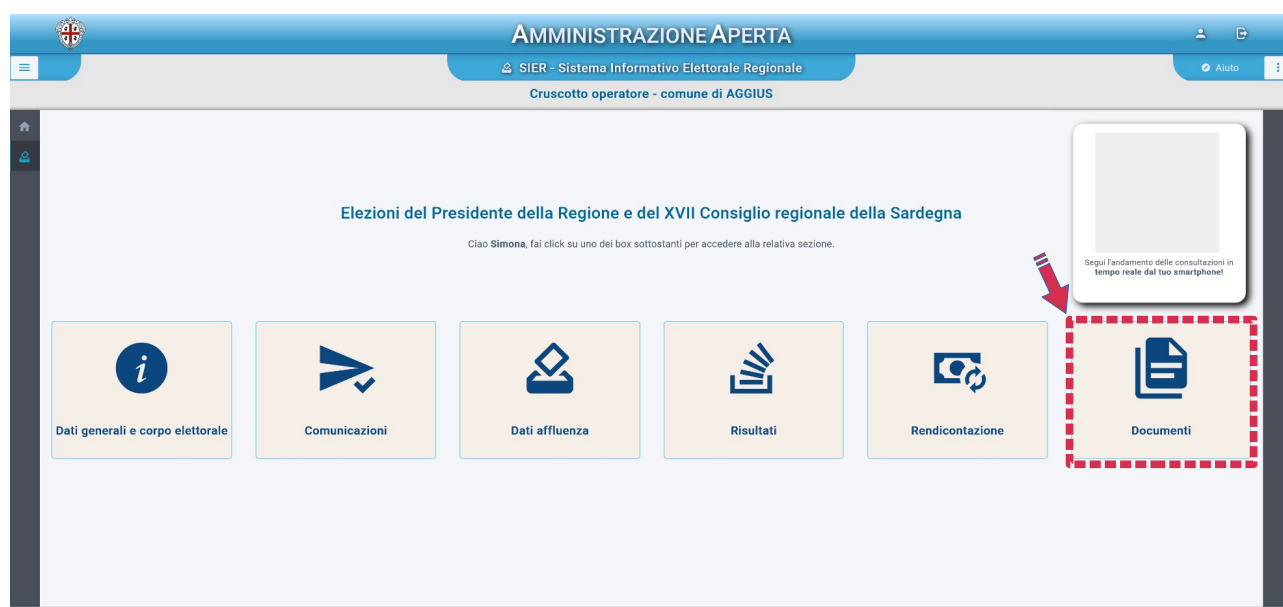 AMMINISTRAZIONE APERTA
SIER - Sistema Informativo Elettorale Regionale
Aiuto
Cruscotto operatore - comune di AGGIUS
Elezioni del Presidente della Regione e del XVII Consiglio regionale della Sardegna
Ciao Simona, fai click su uno dei box sottostanti per accedere alla relativa sezione.
Segui l'andamento delle consultazioni in
tempo reale dal tuo smartphone!
Dati generali e corpo elettorale
Comunicazioni
Dati affluenza
Risultati
Rendicontazione
Documenti